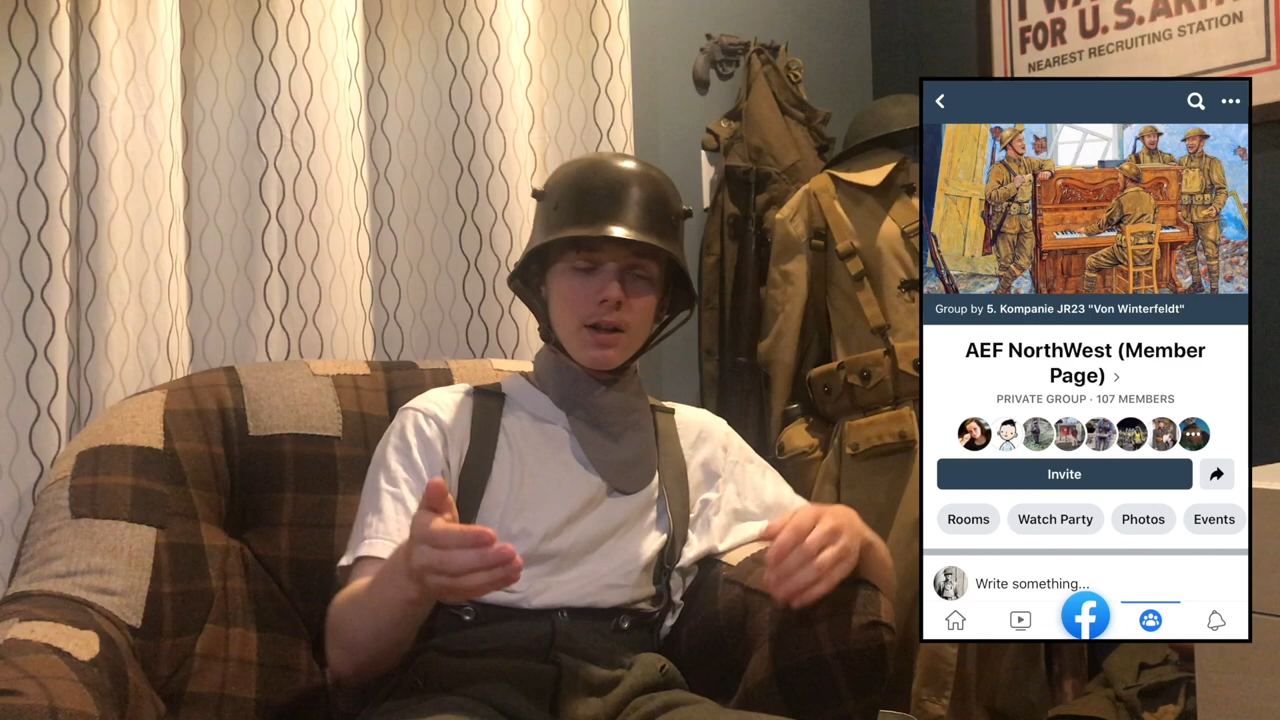 FOR U.S. ARMY
NEAREST RECRUITING STATION
Group by 5. Kompanie JR23 "Von Winterfeldt"
AEF NorthWest (Member
Page)
PRIVATE GROUP · 107 MEMBERS
Invite
Rooms
Watch Party
Photos
Events
Write something...